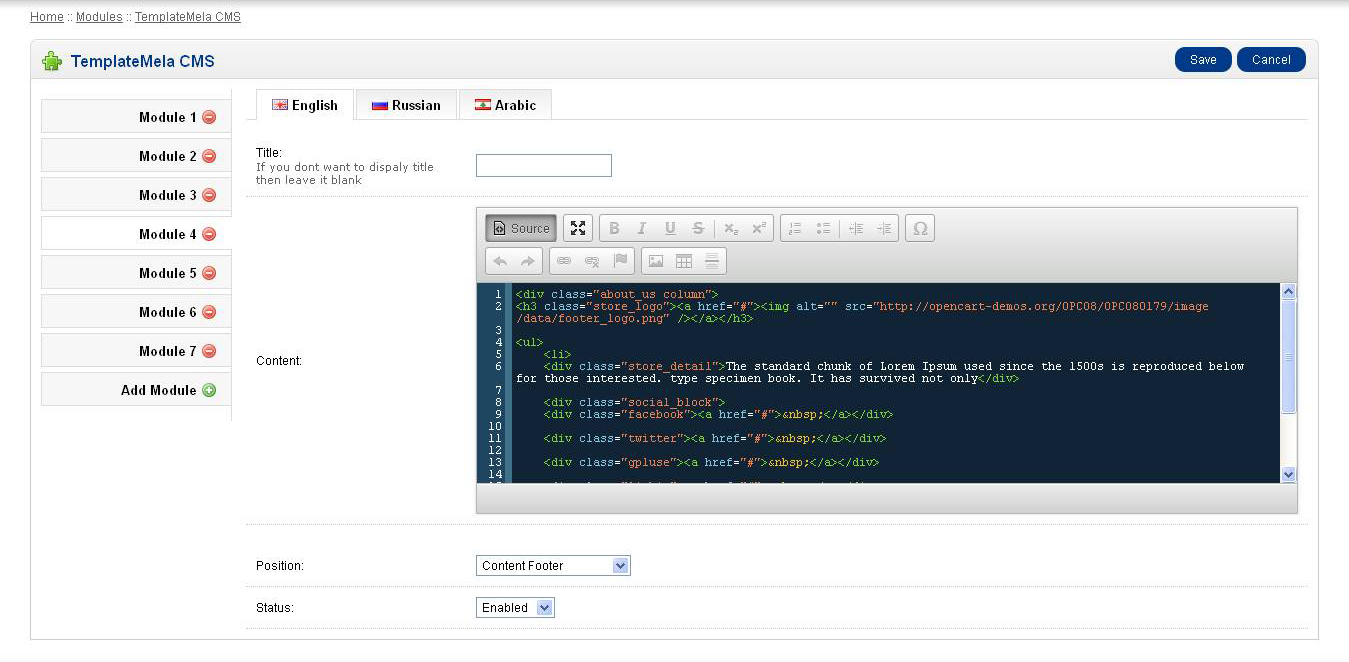 Home :: Modules :: TemplateMela CMS
TemplateMela CMS
Save
Cancel
Module 1
Module 2
Module 3
Module 4
Module 5
Module 6
Module 7
Add Module
English
Russian
Arabic
Title:
If you dont want to dispaly title
then leave it blank
Content:
Source
B I U S x₂ x² Ω
1 <div class="about_us column">
2 <h3 class="store_logo"><a href="#"><img alt="" src="http://opencart-demos.org/OPC08/OPC080179/image
/data/footer_logo.png" /></a></h3>
3
4 <ul>
5 <li>
6 <div class="store_detail">The standard chunk of Lorem Ipsum used since the 1500s is reproduced below
for those interested. type specimen book. It has survived not only</div>
7
8 <div class="social_block">
9 <div class="facebook"><a href="#">&nbsp;</a></div>
10
11 <div class="twitter"><a href="#">&nbsp;</a></div>
12
13 <div class="gpluse"><a href="#">&nbsp;</a></div>
14
Position:
Content Footer
Status:
Enabled